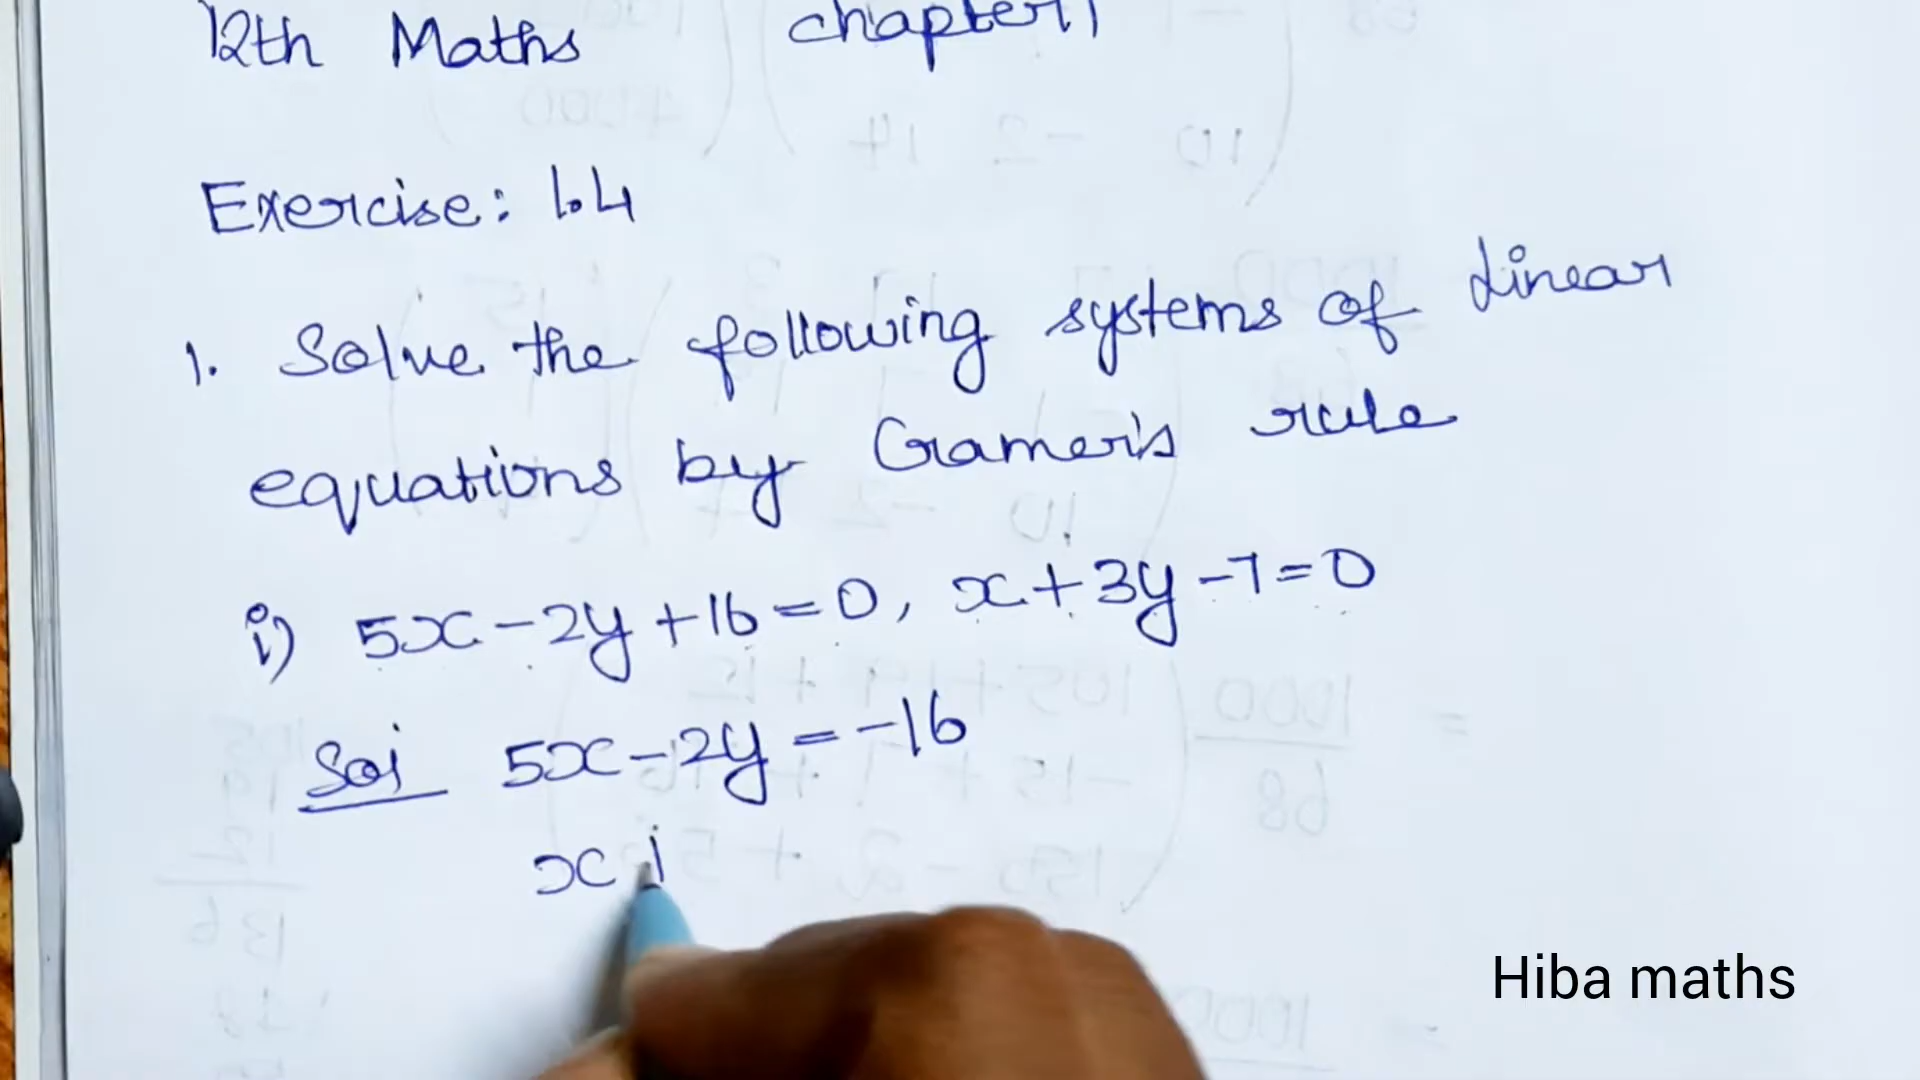 12th Maths chapter 1
Exercise: 1.4
1. Solve the following systems of Linear
equations by Cramer's rule
i) 5x-2y+16=0, x+3y-7=0
Sol 5x-2y=-16
x
Hiba maths